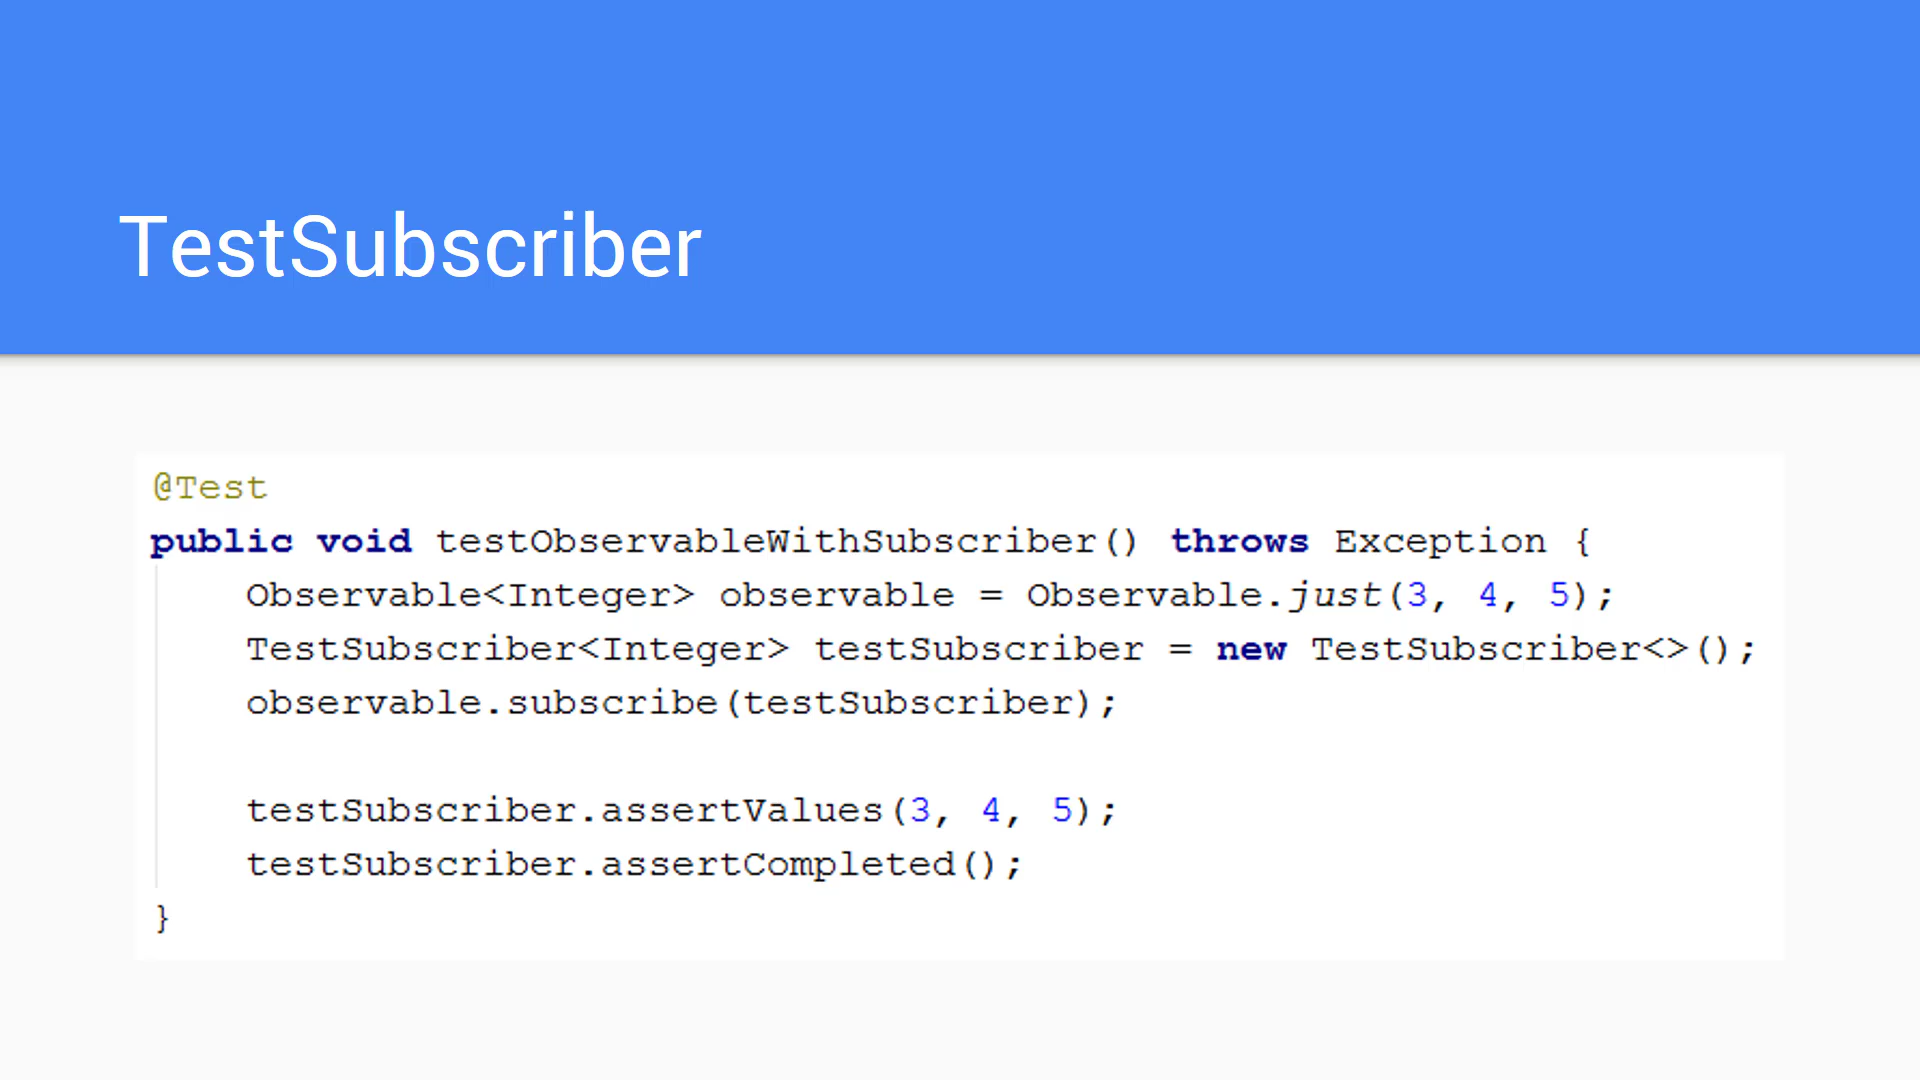 TestSubscriber
@Test
public void testObservableWithSubscriber() throws Exception {
Observable<Integer> observable = Observable.just(3, 4, 5);
TestSubscriber<Integer> testSubscriber = new TestSubscriber<>();
observable.subscribe(testSubscriber);
testSubscriber.assertValues(3, 4, 5);
testSubscriber.assertCompleted();
}